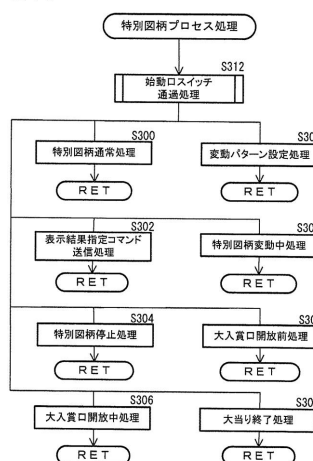 特別図柄プロセス処理
S312
始動口スイッチ
通過処理
S300
特別図柄通常処理
RET
S30
変動パターン設定処理
RET
S302
表示結果指定コマンド
送信処理
RET
S30
特別図柄変動中処理
RET
S304
特別図柄停止処理
RET
S30
大入賞口開放前処理
RET
S306
大入賞口開放中処理
RET
S30
大当り終了処理
RET